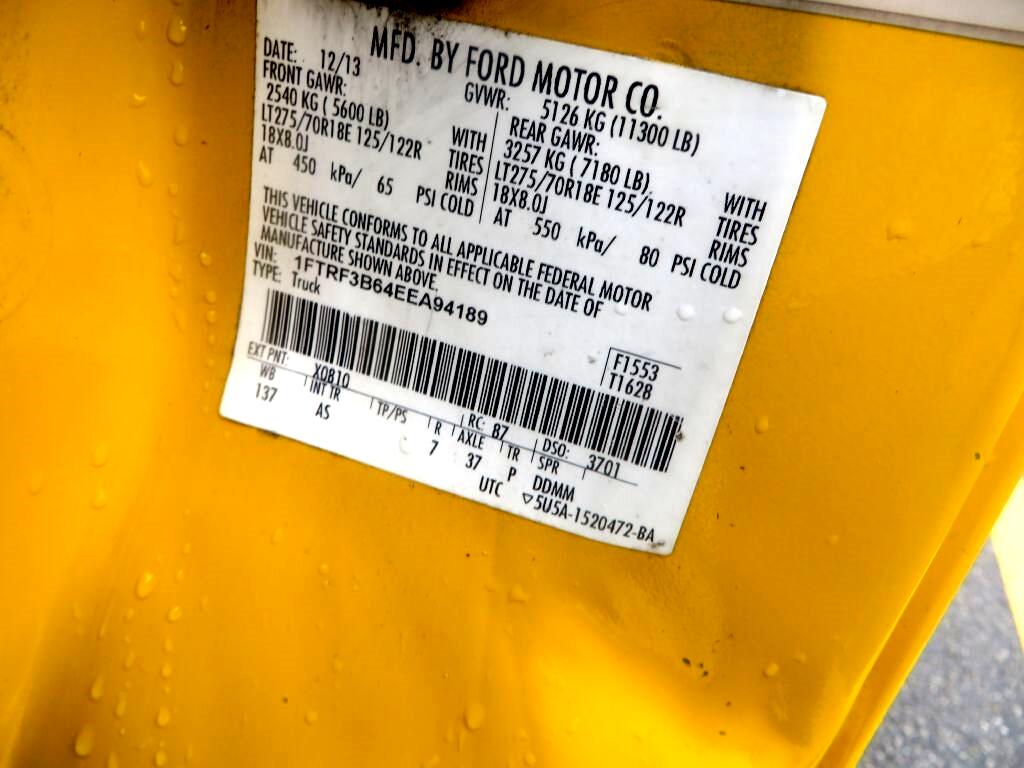 MFD. BY FORD MOTOR CO.
DATE: 12/13 GVWR: 5126 KG (11300 LB)
FRONT GAWR: REAR GAWR:
2540 KG ( 5600 LB) WITH 3257 KG ( 7180 LB) WITH
LT275/70R18E 125/122R TIRES LT275/70R18E 125/122R TIRES
18X8.0J RIMS 18X8.0J RIMS
AT 450 kPa/ 65 PSI COLD AT 550 kPa/ 80 PSI COLD
THIS VEHICLE CONFORMS TO ALL APPLICABLE FEDERAL MOTOR
VEHICLE SAFETY STANDARDS IN EFFECT ON THE DATE OF
MANUFACTURE SHOWN ABOVE.
VIN: 1FTRF3B64EEA94189
TYPE: Truck
F1553
T162B
EXT PNT: XQ810 RC: 87 DSO: 3701
WB INT TR TP/PS R AXLE TR SPR
137 AS 7 37 P DDMM
UTC ▽5U5A-1520472-BA